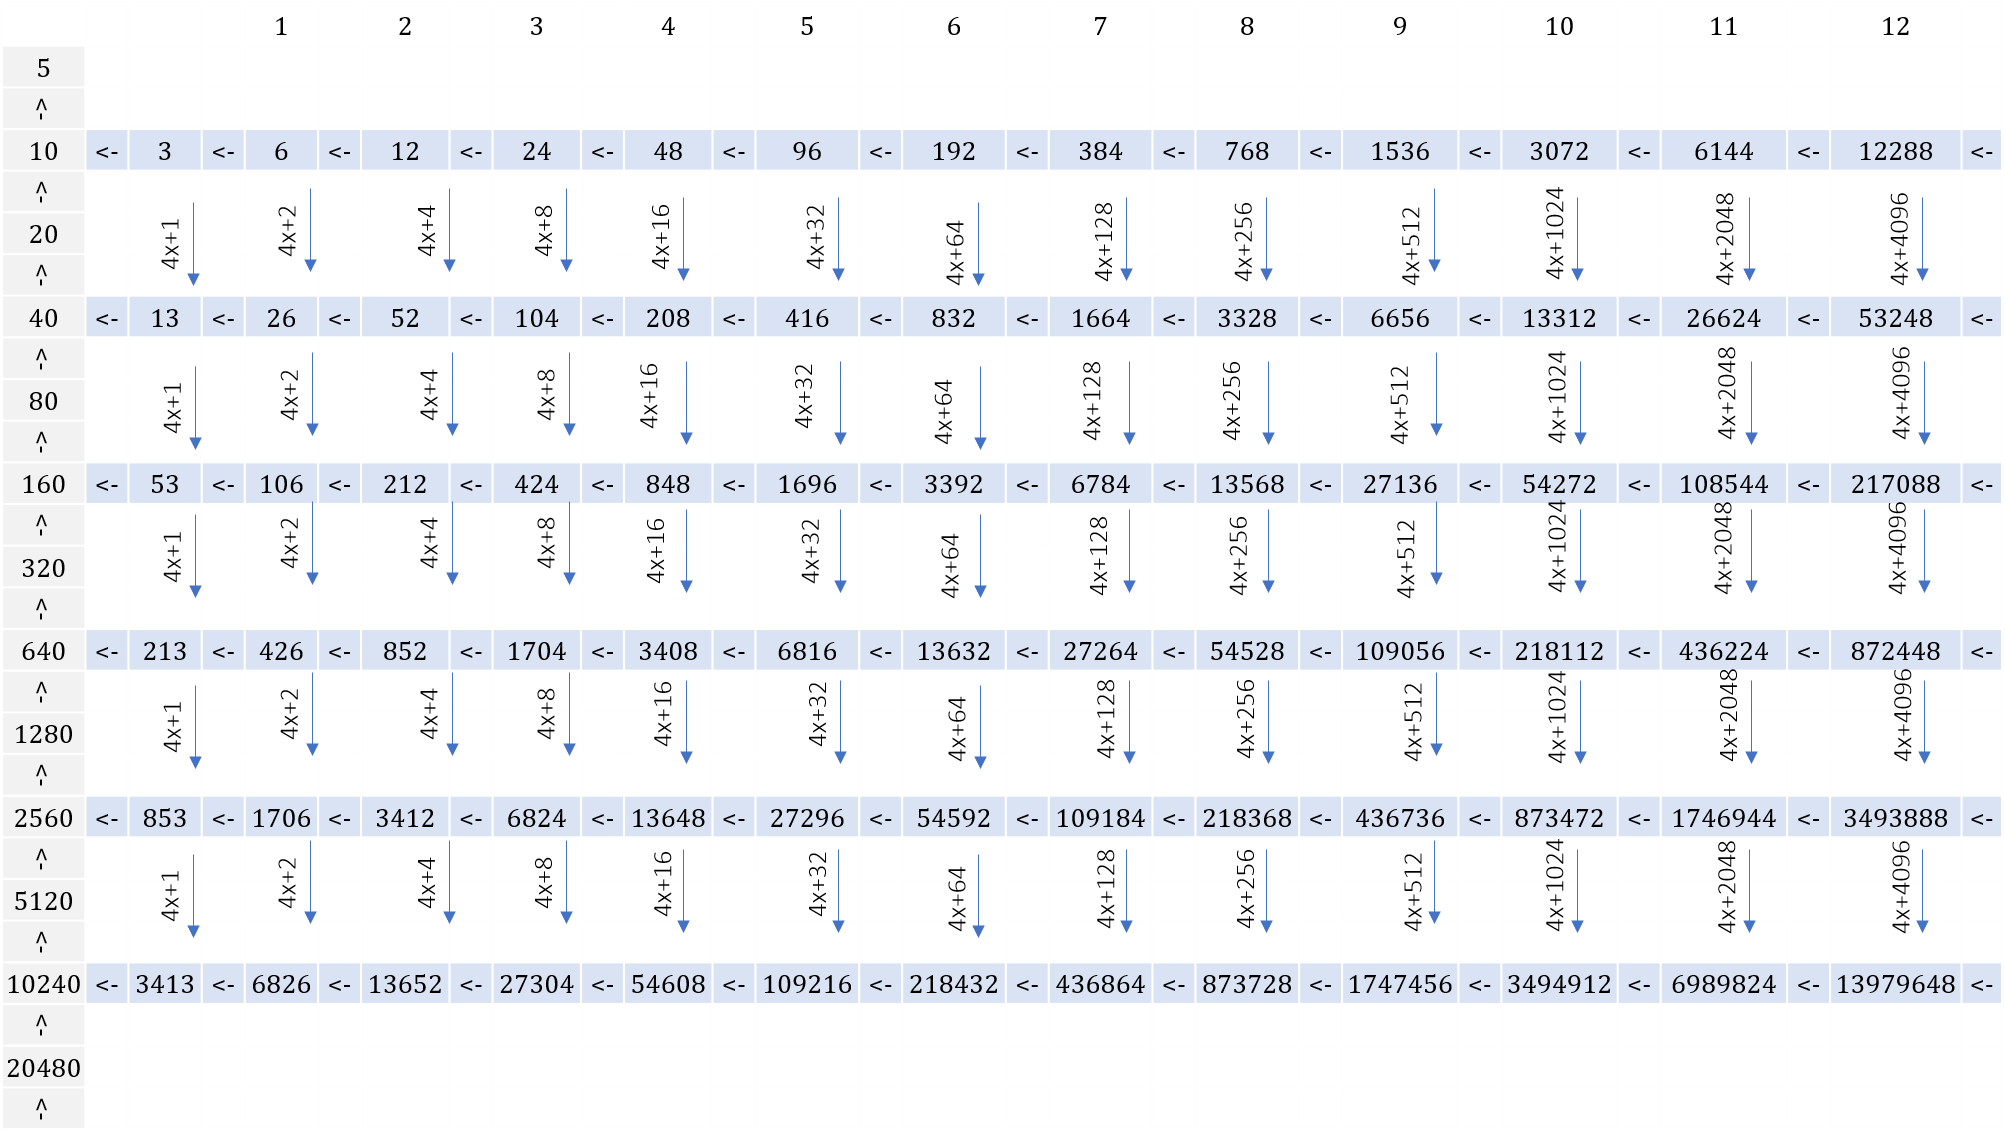 1 2 3 4 5 6 7 8 9 10 11 12
5
->
10 <- 3 <- 6 <- 12 <- 24 <- 48 <- 96 <- 192 <- 384 <- 768 <- 1536 <- 3072 <- 6144 <- 12288 <-
->
20 4x+1 4x+2 4x+4 4x+8 4x+16 4x+32 4x+64 4x+128 4x+256 4x+512 4x+1024 4x+2048 4x+4096
->
40 <- 13 <- 26 <- 52 <- 104 <- 208 <- 416 <- 832 <- 1664 <- 3328 <- 6656 <- 13312 <- 26624 <- 53248 <-
->
80 4x+1 4x+2 4x+4 4x+8 4x+16 4x+32 4x+64 4x+128 4x+256 4x+512 4x+1024 4x+2048 4x+4096
->
160 <- 53 <- 106 <- 212 <- 424 <- 848 <- 1696 <- 3392 <- 6784 <- 13568 <- 27136 <- 54272 <- 108544 <- 217088 <-
->
320 4x+1 4x+2 4x+4 4x+8 4x+16 4x+32 4x+64 4x+128 4x+256 4x+512 4x+1024 4x+2048 4x+4096
->
640 <- 213 <- 426 <- 852 <- 1704 <- 3408 <- 6816 <- 13632 <- 27264 <- 54528 <- 109056 <- 218112 <- 436224 <- 872448 <-
->
1280 4x+1 4x+2 4x+4 4x+8 4x+16 4x+32 4x+64 4x+128 4x+256 4x+512 4x+1024 4x+2048 4x+4096
->
2560 <- 853 <- 1706 <- 3412 <- 6824 <- 13648 <- 27296 <- 54592 <- 109184 <- 218368 <- 436736 <- 873472 <- 1746944 <- 3493888 <-
->
5120 4x+1 4x+2 4x+4 4x+8 4x+16 4x+32 4x+64 4x+128 4x+256 4x+512 4x+1024 4x+2048 4x+4096
->
10240 <- 3413 <- 6826 <- 13652 <- 27304 <- 54608 <- 109216 <- 218432 <- 436864 <- 873728 <- 1747456 <- 3494912 <- 6989824 <- 13979648 <-
->
20480
->